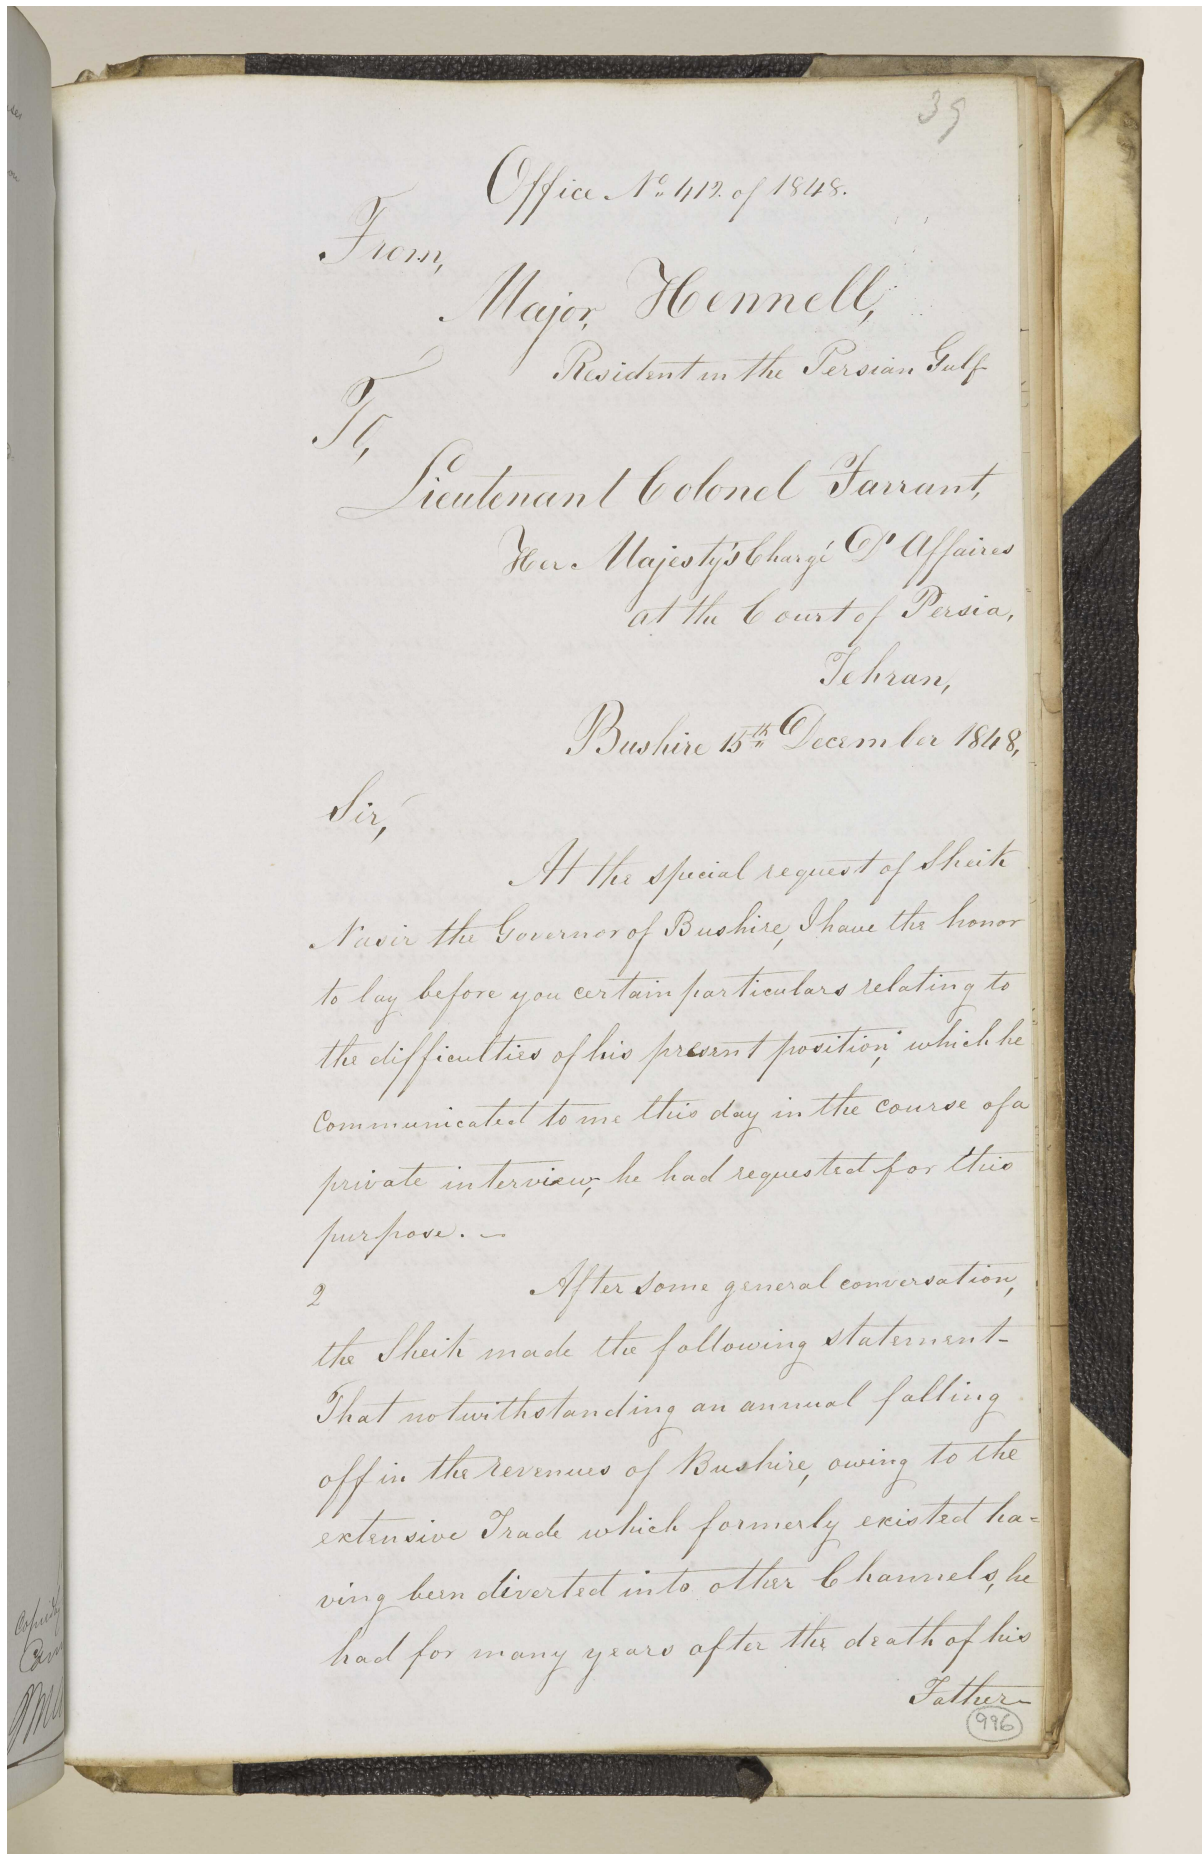 39
Office No. 412 of 1848.
From,
Major, Hennell,
Resident in the Persian Gulf
To,
Lieutenant Colonel Farrant,
Her Majesty's Chargé D'Affaires
at the Court of Persia,
Tehran,
Bushire 15th December 1848,
Sir,
At the special request of Sheik
Nasir the Governor of Bushire, I have the honor
to lay before you certain particulars relating to
the difficulties of his present position, which he
communicated to me this day in the course of a
private interview, he had requested for this
purpose. —
2 After some general conversation,
the Sheik made the following statement-
That notwithstanding an annual falling
off in the revenues of Bushire, owing to the
extensive Trade which formerly existed ha=
ving been diverted into other Channels, he
had for many years after the death of his
Father
996